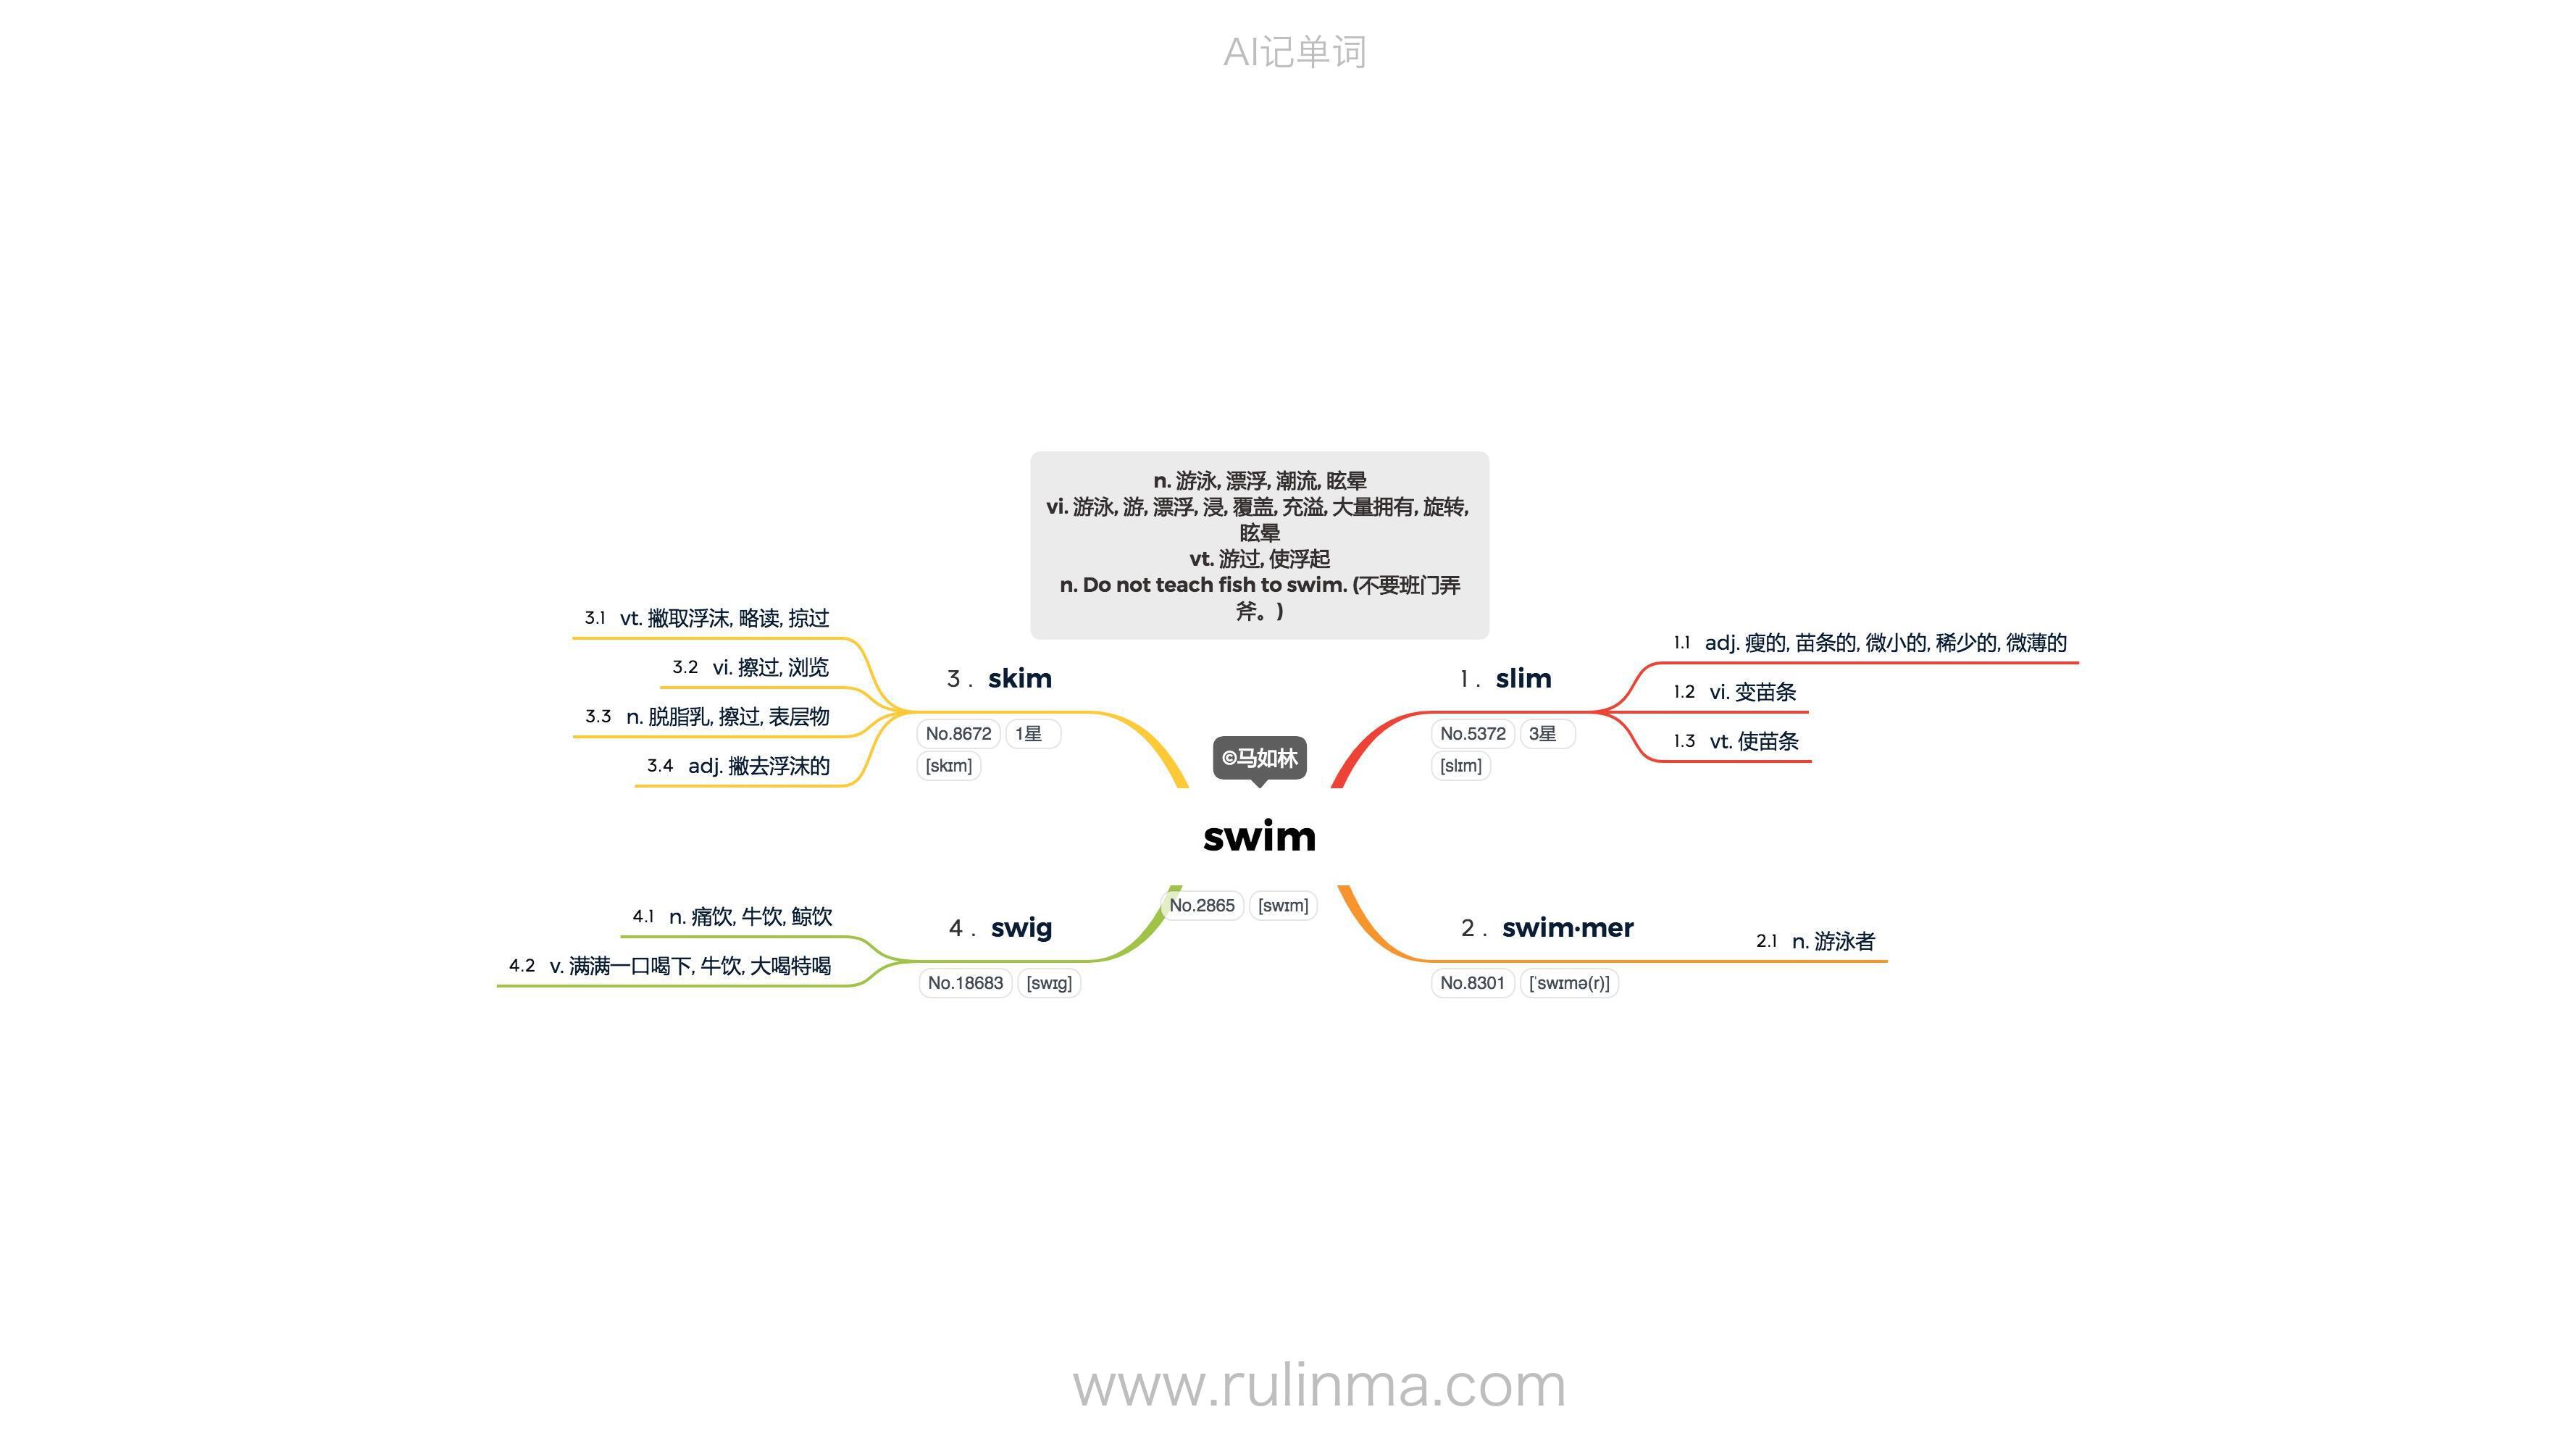 AI记单词
n. 游泳, 漂浮, 潮流, 眩晕
vi. 游泳, 游, 漂浮, 浸, 覆盖, 充溢, 大量拥有, 旋转,
眩晕
vt. 游过, 使浮起
n. Do not teach fish to swim. (不要班门弄
斧。)
©马如林
swim
No.2865 [swɪm]
1. slim
No.5372 3星
[slɪm]
1.1 adj. 瘦的, 苗条的, 微小的, 稀少的, 微薄的
1.2 vi. 变苗条
1.3 vt. 使苗条
2. swim·mer
No.8301 [ˈswɪmə(r)]
2.1 n. 游泳者
3. skim
No.8672 1星
[skɪm]
3.1 vt. 撇取浮沫, 略读, 掠过
3.2 vi. 擦过, 浏览
3.3 n. 脱脂乳, 擦过, 表层物
3.4 adj. 撇去浮沫的
4. swig
No.18683 [swɪg]
4.1 n. 痛饮, 牛饮, 鲸饮
4.2 v. 满满一口喝下, 牛饮, 大喝特喝
www.rulinma.com